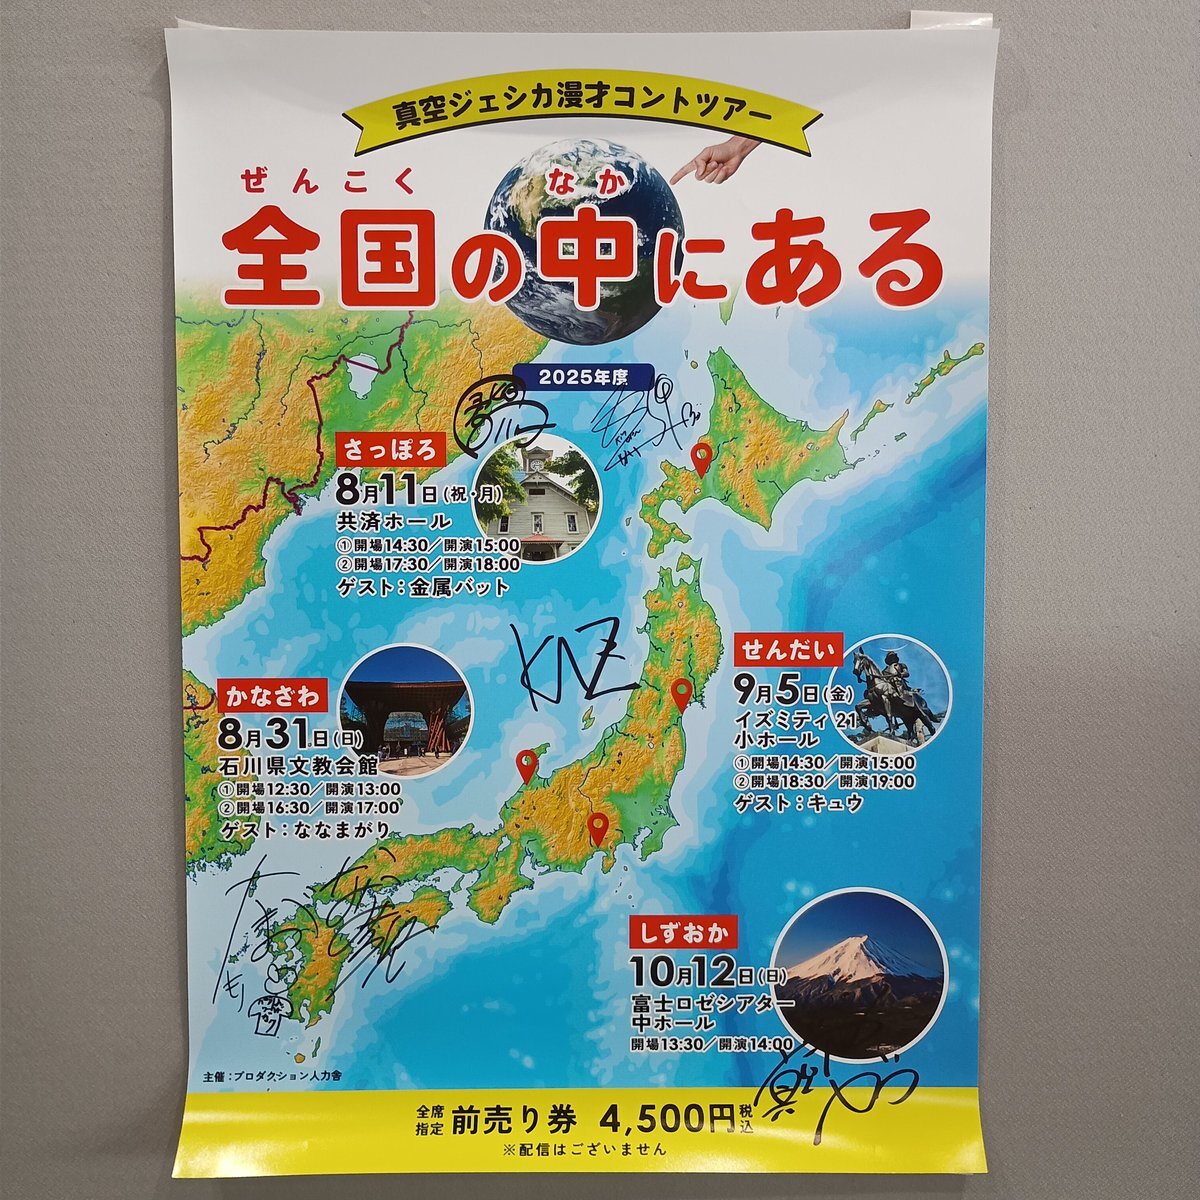 真空ジェシカ漫才コントツアー
ぜんこく なか
全国の中にある
2025年度
さっぽろ
8月11日(祝・月)
共済ホール
①開場14:30/開演15:00
②開場17:30/開演18:00
ゲスト:金属バット
せんだい
9月5日(金)
イズミティ21
小ホール
①開場14:30/開演15:00
②開場18:30/開演19:00
ゲスト:キュウ
かなざわ
8月31日(日)
石川県文教会館
①開場12:30/開演13:00
②開場16:30/開演17:00
ゲスト:ななまがり
しずおか
10月12日(日)
富士ロゼシアター
中ホール
開場13:30/開演14:00
主催:プロダクション人力舎
全席指定 前売り券 4,500円税込
※配信はございません